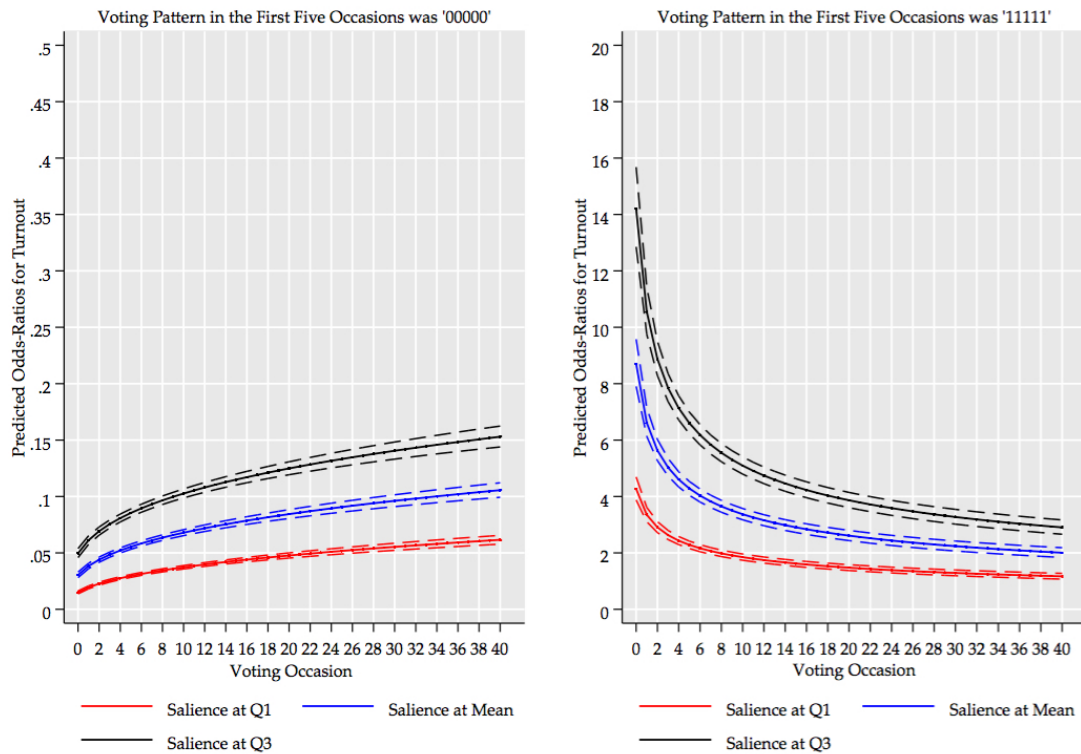 Voting Pattern in the First Five Occasions was '00000'
Predicted Odds-Ratios for Turnout
.5
.45
.4
.35
.3
.25
.2
.15
.1
.05
0
0 2 4 6 8 10 12 14 16 18 20 22 24 26 28 30 32 34 36 38 40
Voting Occasion
Salience at Q1 Salience at Mean
Salience at Q3
Voting Pattern in the First Five Occasions was '11111'
Predicted Odds-Ratios for Turnout
20
18
16
14
12
10
8
6
4
2
0
0 2 4 6 8 10 12 14 16 18 20 22 24 26 28 30 32 34 36 38 40
Voting Occasion
Salience at Q1 Salience at Mean
Salience at Q3